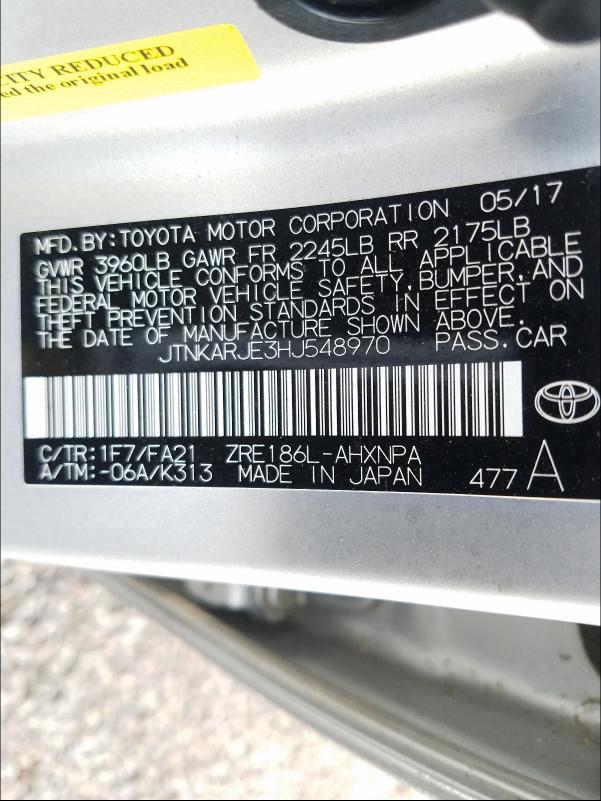 CITY REDUCED
the original load
MFD.BY:TOYOTA MOTOR CORPORATION 05/17
GVWR 3960LB GAWR FR 2245LB RR 2175LB
THIS VEHICLE CONFORMS TO ALL APPLICABLE
FEDERAL MOTOR VEHICLE SAFETY,BUMPER,AND
THEFT PREVENTION STANDARDS IN EFFECT ON
THE DATE OF MANUFACTURE SHOWN ABOVE.
JTNKARJE3HJ548970 PASS.CAR
C/TR:1F7/FA21 ZRE186L-AHXNPA
A/TM:-06A/K313 MADE IN JAPAN 477 A